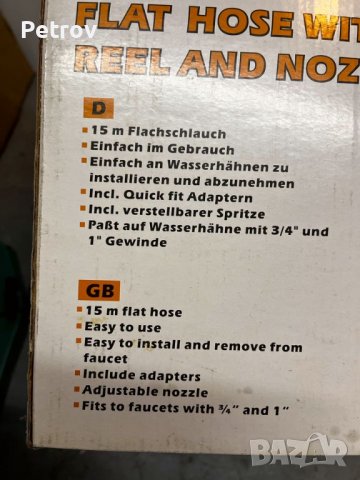 Petrov
FLAT HOSE WIT
REEL AND NOZ
D
▪ 15 m Flachschlauch
▪ Einfach im Gebrauch
▪ Einfach an Wasserhähnen zu
installieren und abzunehmen
▪ Incl. Quick fit Adaptern
▪ Incl. verstellbarer Spritze
▪ Paßt auf Wasserhähne mit 3/4" und
1" Gewinde
GB
▪ 15 m flat hose
▪ Easy to use
▪ Easy to install and remove from
faucet
▪ Include adapters
▪ Adjustable nozzle
▪ Fits to faucets with ¾" and 1"
BAZAR